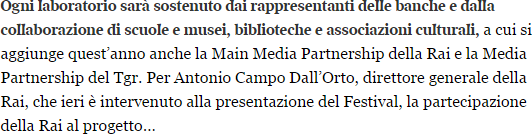 Ogni laboratorio sarà sostenuto dai rappresentanti delle banche e dalla
collaborazione di scuole e musei, biblioteche e associazioni culturali, a cui si
aggiunge quest’anno anche la Main Media Partnership della Rai e la Media
Partnership del Tgr. Per Antonio Campo Dall’Orto, direttore generale della
Rai, che ieri è intervenuto alla presentazione del Festival, la partecipazione
della Rai al progetto…